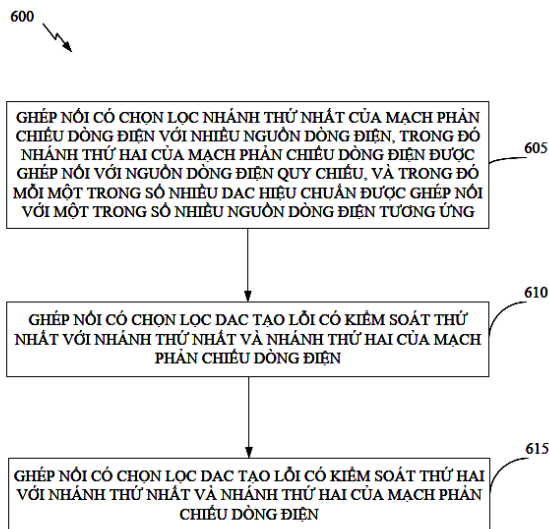 600
GHÉP NỐI CÓ CHỌN LỌC NHÁNH THỨ NHẤT CỦA MẠCH PHẢN
CHIẾU DÒNG ĐIỆN VỚI NHIỀU NGUỒN DÒNG ĐIỆN, TRONG ĐÓ
NHÁNH THỨ HAI CỦA MẠCH PHẢN CHIẾU DÒNG ĐIỆN ĐƯỢC
GHÉP NỐI VỚI NGUỒN DÒNG ĐIỆN QUY CHIẾU, VÀ TRONG ĐÓ
MỖI MỘT TRONG SỐ NHIỀU DAC HIỆU CHUẨN ĐƯỢC GHÉP NỐI
VỚI MỘT TRONG SỐ NHIỀU NGUỒN DÒNG ĐIỆN TƯƠNG ỨNG
605
GHÉP NỐI CÓ CHỌN LỌC DAC TẠO LỖI CÓ KIỂM SOÁT THỨ
NHẤT VỚI NHÁNH THỨ NHẤT VÀ NHÁNH THỨ HAI CỦA MẠCH
PHẢN CHIẾU DÒNG ĐIỆN
610
GHÉP NỐI CÓ CHỌN LỌC DAC TẠO LỖI CÓ KIỂM SOÁT THỨ HAI
VỚI NHÁNH THỨ NHẤT VÀ NHÁNH THỨ HAI CỦA MẠCH PHẢN
CHIẾU DÒNG ĐIỆN
615